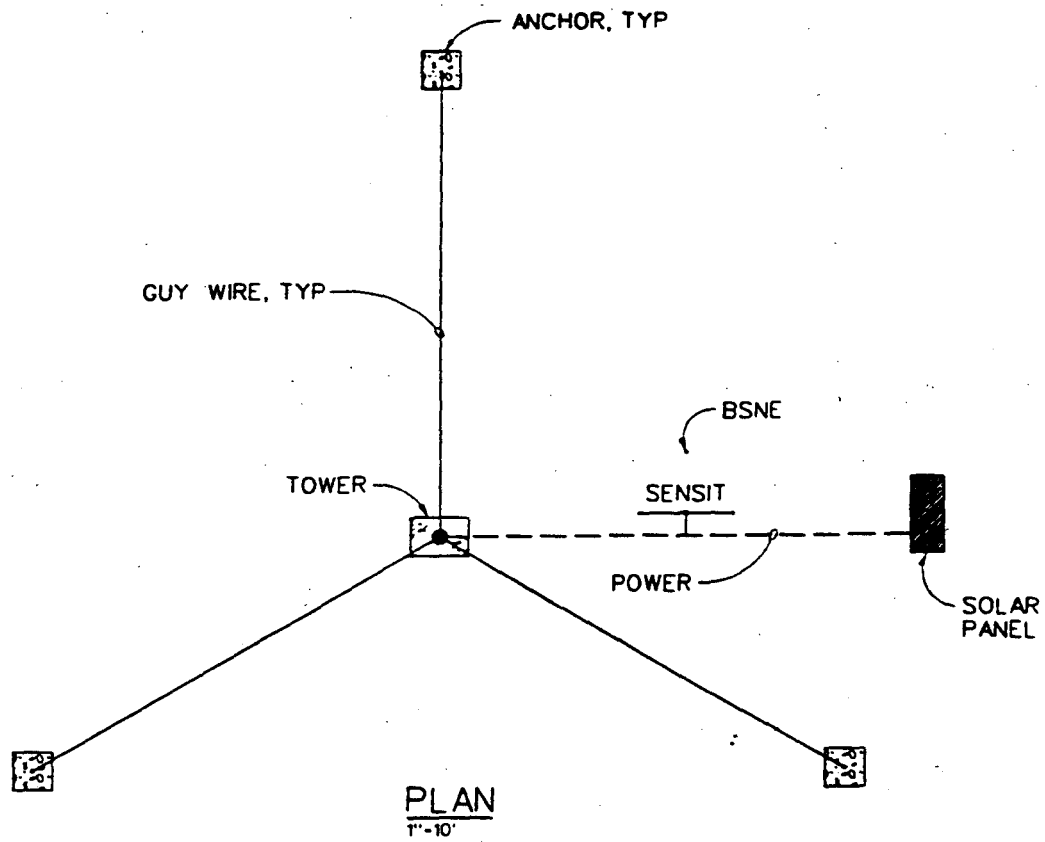 ANCHOR, TYP
GUY WIRE, TYP
BSNE
TOWER
SENSIT
POWER
SOLAR
PANEL
PLAN
1"-10'